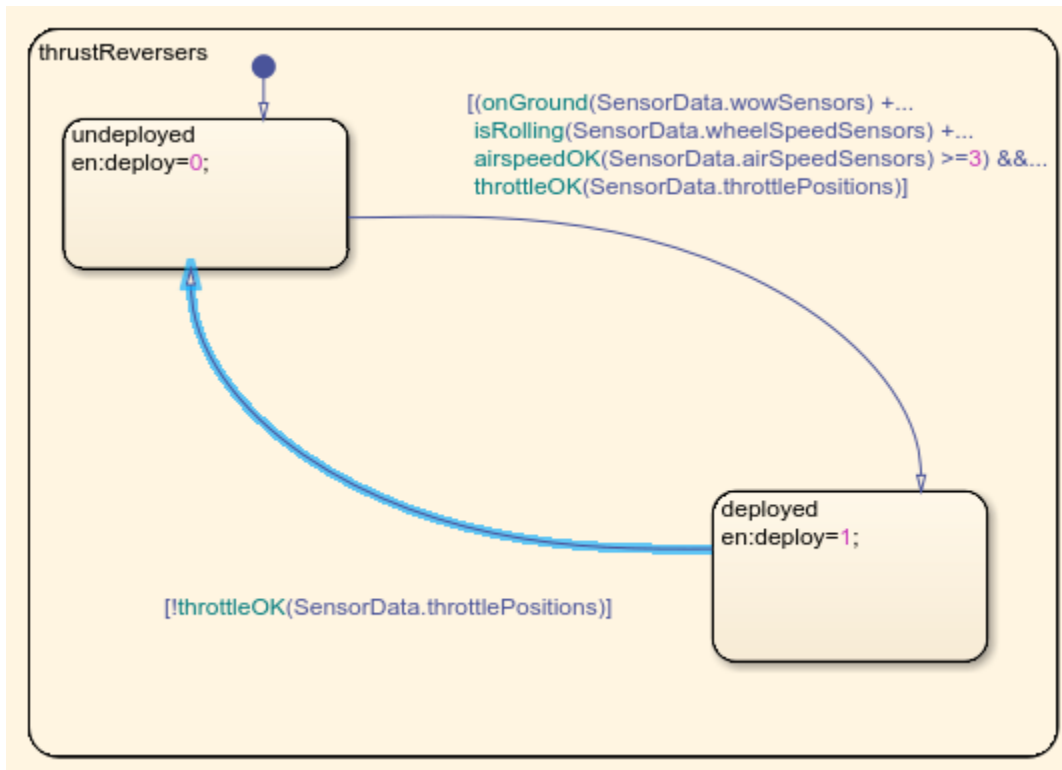 thrustReversers
undeployed
en:deploy=0;
[(onGround(SensorData.wowSensors) +...
isRolling(SensorData.wheelSpeedSensors) +...
airspeedOK(SensorData.airSpeedSensors) >=3) &&...
throttleOK(SensorData.throttlePositions)]
deployed
en:deploy=1;
[!throttleOK(SensorData.throttlePositions)]